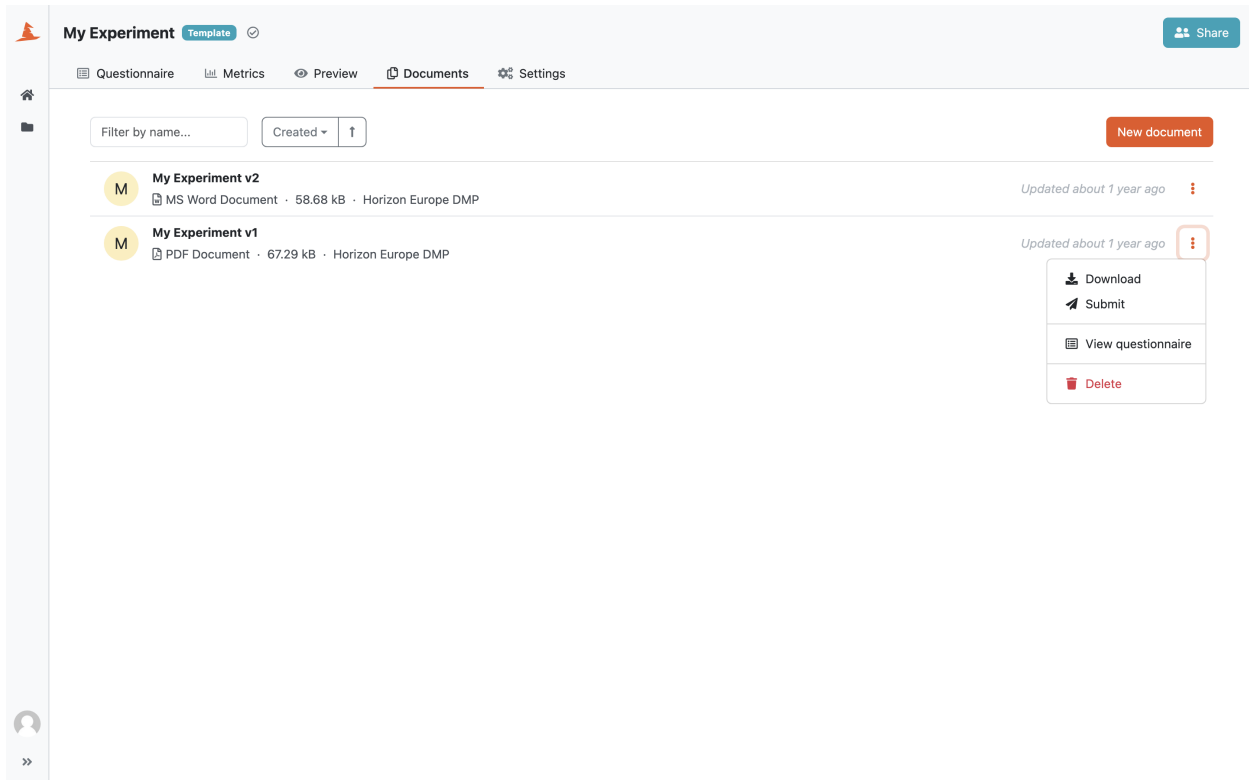 My Experiment Template
Share
Questionnaire Metrics Preview Documents Settings
Filter by name... Created New document
My Experiment v2
M
MS Word Document · 58.68 kB · Horizon Europe DMP
Updated about 1 year ago
My Experiment v1
M
PDF Document · 67.29 kB · Horizon Europe DMP
Updated about 1 year ago
Download
Submit
View questionnaire
Delete